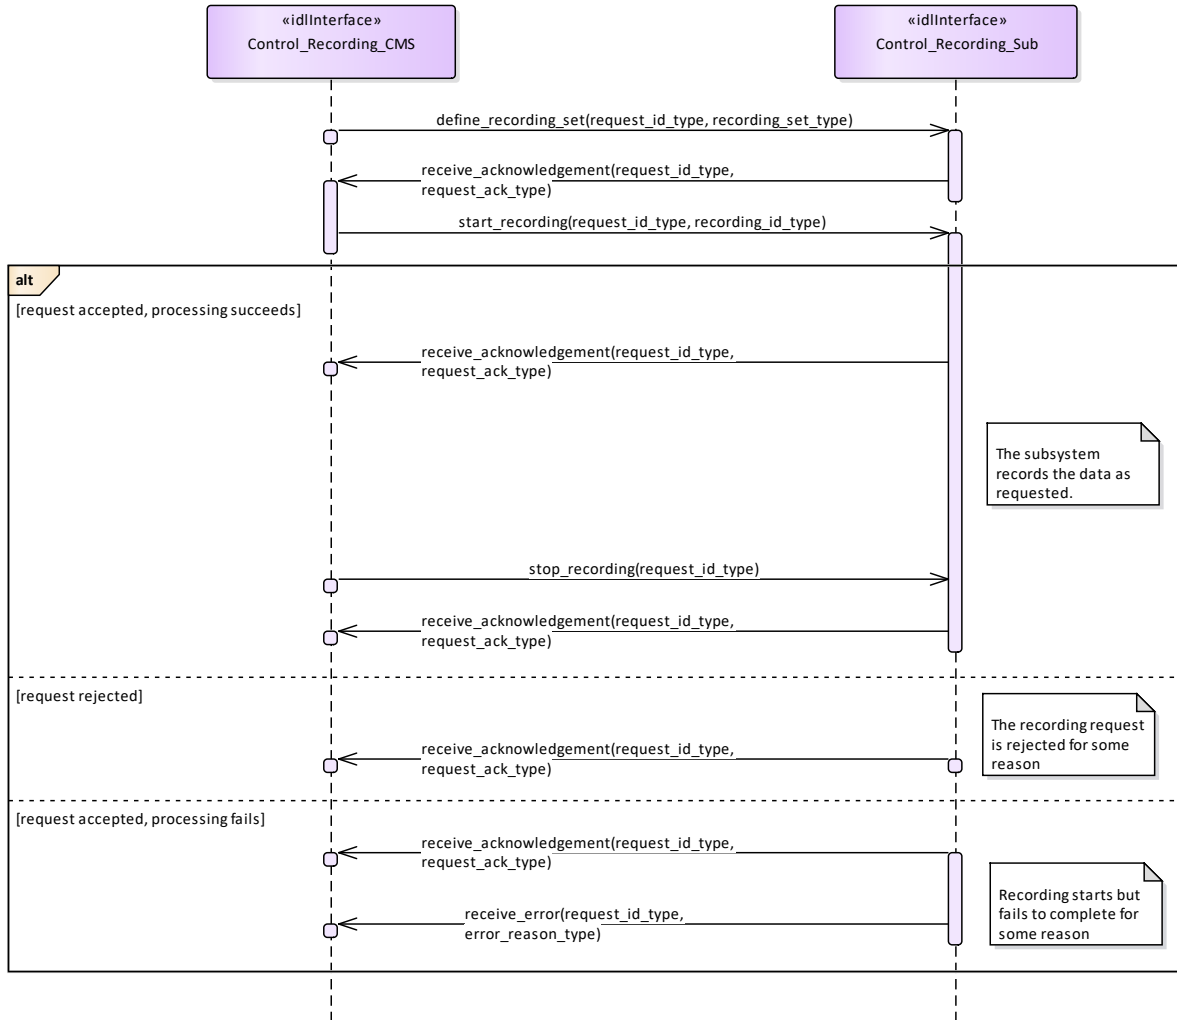 «idlInterface»
Control_Recording_CMS
«idlInterface»
Control_Recording_Sub
define_recording_set(request_id_type, recording_set_type)
receive_acknowledgement(request_id_type,
request_ack_type)
start_recording(request_id_type, recording_id_type)
alt
[request accepted, processing succeeds]
receive_acknowledgement(request_id_type,
request_ack_type)
The subsystem
records the data as
requested.
stop_recording(request_id_type)
receive_acknowledgement(request_id_type,
request_ack_type)
[request rejected]
The recording request
is rejected for some
reason
receive_acknowledgement(request_id_type,
request_ack_type)
[request accepted, processing fails]
receive_acknowledgement(request_id_type,
request_ack_type)
Recording starts but
fails to complete for
some reason
receive_error(request_id_type,
error_reason_type)